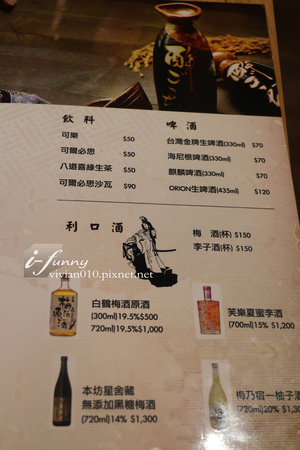 飲料
可樂 $50
可爾必思 $50
八道喜綠生茶 $50
可爾必思沙瓦 $90
啤酒
台灣金牌生啤酒(330ml) $70
海尼根啤酒(330ml) $70
麒麟啤酒(330ml) $70
ORION生啤酒(435ml) $120
利口酒
梅 酒(杯) $150
李子酒(杯) $150
i-funny
vivian010.pixnet.net
白鶴梅酒原酒
(300ml)19.5%$500
(720ml)19.5%$1,000
芙樂夏蜜李酒
(700ml)15% $1,200
本坊星舍藏
無添加黑糖梅酒
(720ml)14% $1,300
梅乃宿一柚子酒
(720ml)20% $1,30